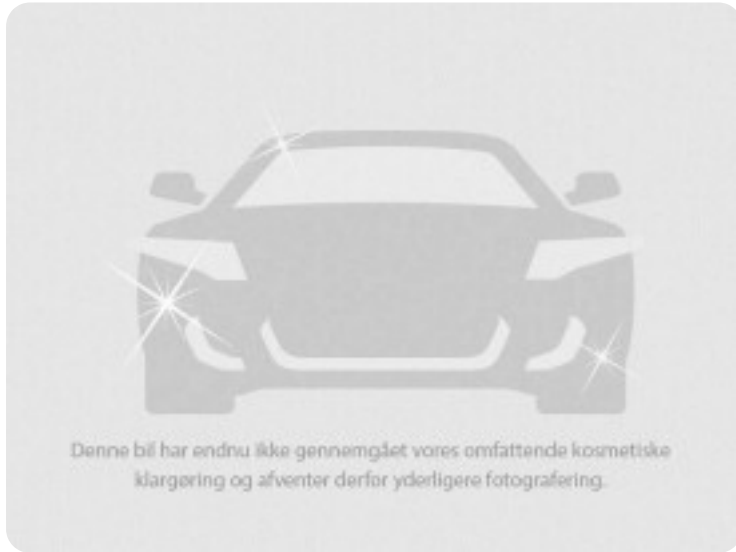 Denne bil har endnu ikke gennemgået vores omfattende kosmetiske
klargøring og afventer derfor yderligere fotografering.